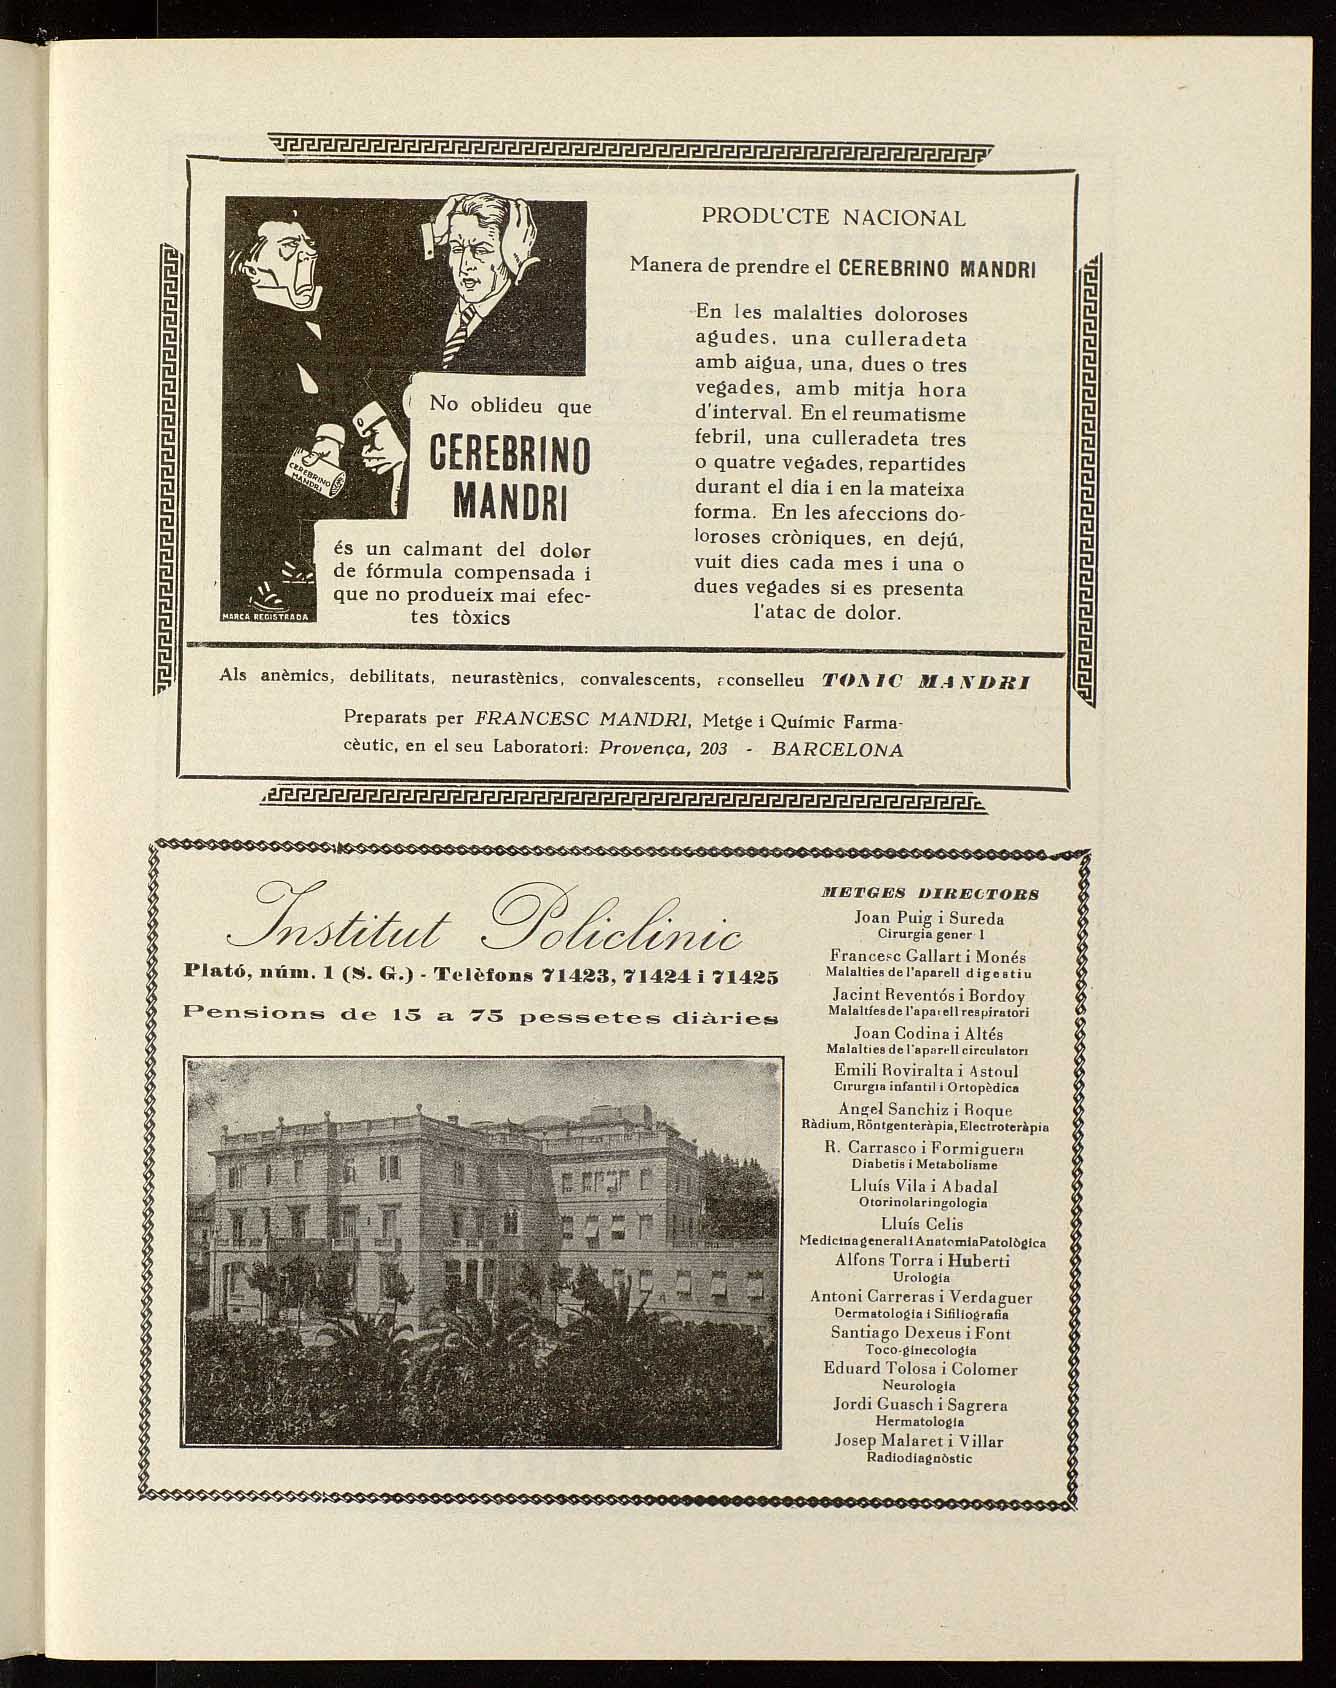 CEREBRINO
MANDRI
MARCA REGISTRADA
No oblideu que
CEREBRINO
MANDRI
és un calmant del dolor
de fórmula compensada i
que no produeix mai efec-
tes tòxics
PRODUCTE NACIONAL
Manera de prendre el CEREBRINO MANDRI
En les malalties doloroses
agudes, una culleradeta
amb aigua, una, dues o tres
vegades, amb mitja hora
d'interval. En el reumatisme
febril, una culleradeta tres
o quatre vegades, repartides
durant el dia i en la mateixa
forma. En les afeccions do-
loroses cròniques, en dejú,
vuit dies cada mes i una o
dues vegades si es presenta
l'atac de dolor.
Als anèmics, debilitats, neurastènics, convalescents, aconselleu TONIC MANDRI
Preparats per FRANCESC MANDRI, Metge i Químic Farma-
cèutic, en el seu Laboratori: Provença, 203 - BARCELONA
Institut Policlinic
Plató, núm. 1 (S. G.) - Telèfons 71423, 71424 i 71425
Pensions de 15 a 75 pessetes diàries
METGES DIRECTORS
Joan Puig i Sureda
Cirurgia gener l
Francesc Gallart i Monés
Malalties de l'aparell digestiu
Jacint Reventós i Bordoy
Malalties de l'aparell respiratori
Joan Codina i Altés
Malalties de l'aparell circulatori
Emili Roviralta i Astoul
Cirurgia infantil i Ortopèdica
Angel Sanchiz i Roque
Ràdium, Röntgenteràpia, Electroteràpia
R. Carrasco i Formiguera
Diabetis i Metabolisme
Lluís Vila i Abadal
Otorinolaringologia
Lluís Celis
Medicina general i Anatomia Patològica
Alfons Torra i Huberti
Urologia
Antoni Carreras i Verdaguer
Dermatologia i Sifiliografia
Santiago Dexeus i Font
Toco-ginecologia
Eduard Tolosa i Colomer
Neurologia
Jordi Guasch i Sagrera
Hermatologia
Josep Malaret i Villar
Radiodiagnòstic